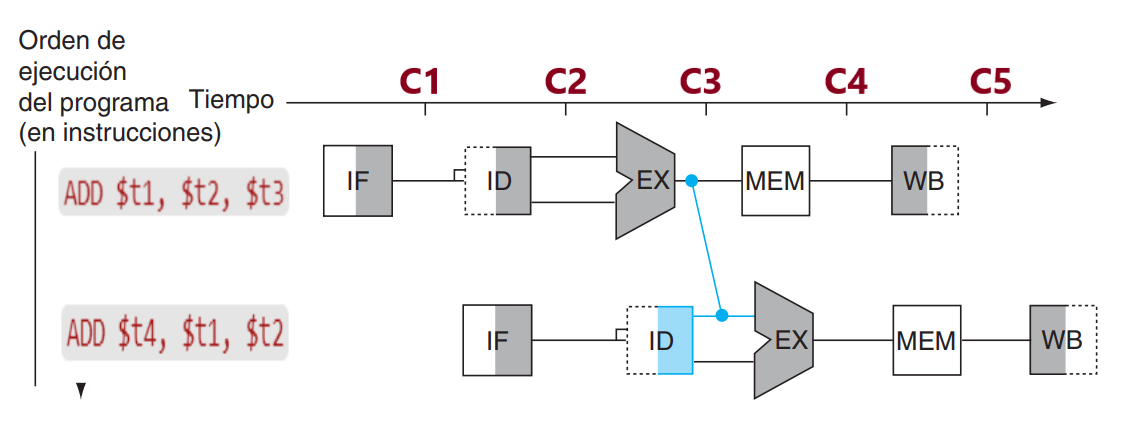 Orden de
ejecución
del programa Tiempo
(en instrucciones)
C1 C2 C3 C4 C5
ADD $t1, $t2, $t3
IF ID EX MEM WB
ADD $t4, $t1, $t2
IF ID EX MEM WB